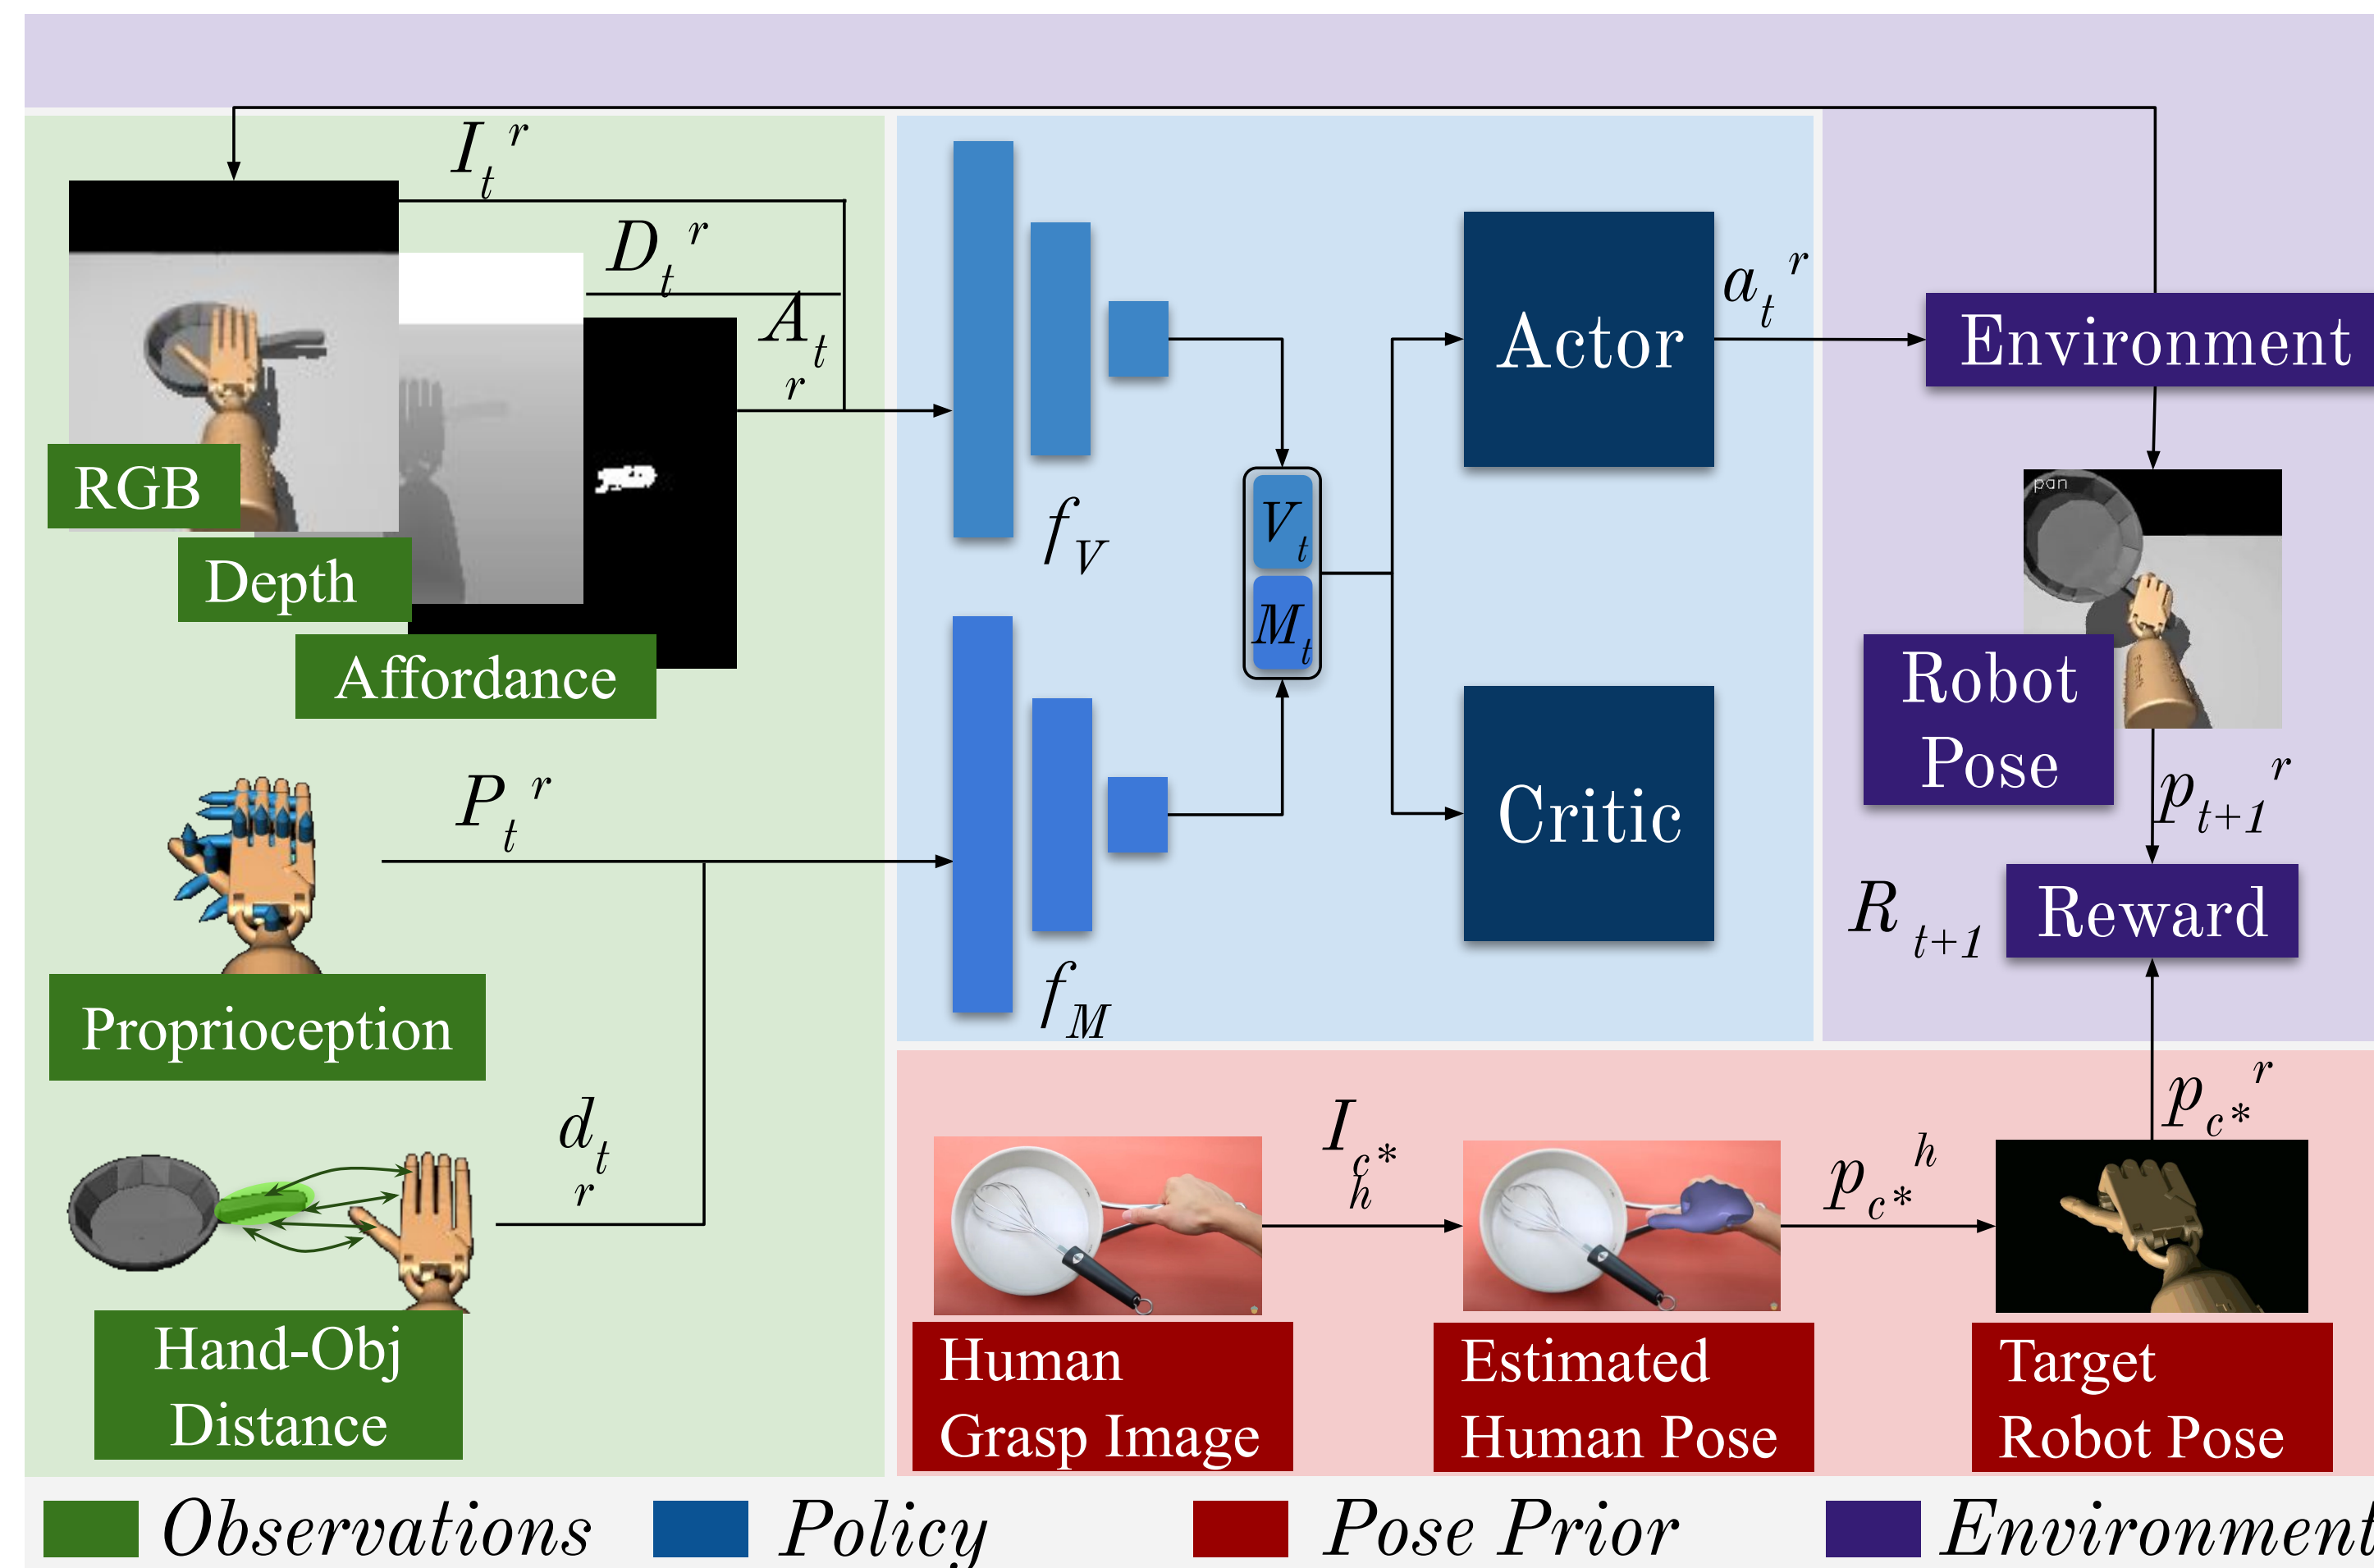 I_t^r
D_t^r
A_t^r
RGB
Depth
Affordance
P_t^r
Proprioception
d_t^r
Hand-Obj
Distance
f_V
V_t
M_t
f_M
Actor
Critic
a_t^r
Environment
pan
Robot
Pose
p_{t+1}^r
R_{t+1}
Reward
p_{c*}^r
I_{c*}^h
p_{c*}^h
Human
Grasp Image
Estimated
Human Pose
Target
Robot Pose
Observations
Policy
Pose Prior
Environment